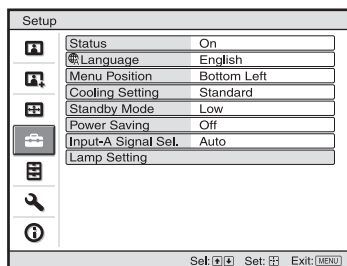 Setup
Status On
Language English
Menu Position Bottom Left
Cooling Setting Standard
Standby Mode Low
Power Saving Off
Input-A Signal Sel. Auto
Lamp Setting
Sel: Set: Exit: MENU